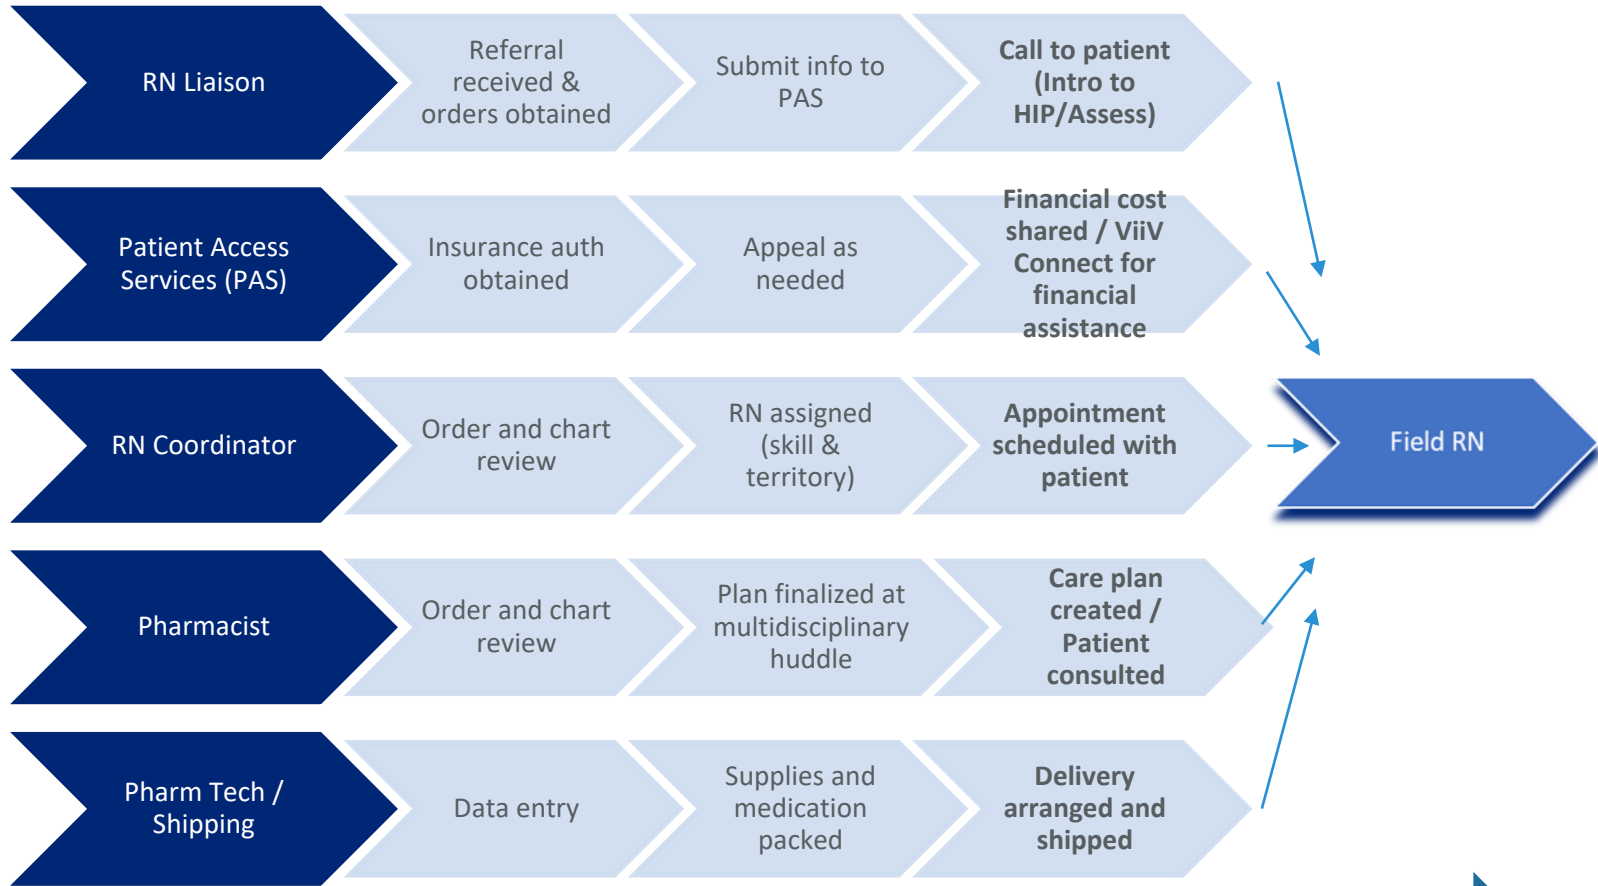 RN Liaison
Referral
received &
orders obtained
Submit info to
PAS
Call to patient
(Intro to
HIP/Assess)
Patient Access
Services (PAS)
Insurance auth
obtained
Appeal as
needed
Financial cost
shared / ViiV
Connect for
financial
assistance
RN Coordinator
Order and chart
review
RN assigned
(skill &
territory)
Appointment
scheduled with
patient
Field RN
Pharmacist
Order and chart
review
Plan finalized at
multidisciplinary
huddle
Care plan
created /
Patient
consulted
Pharm Tech /
Shipping
Data entry
Supplies and
medication
packed
Delivery
arranged and
shipped